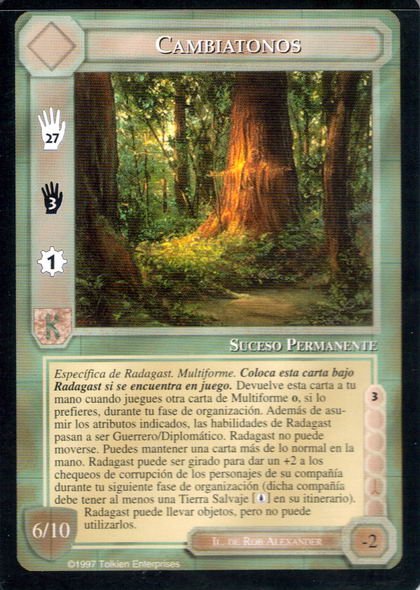 CAMBIATONOS
27
3
1
K
SUCESO PERMANENTE
Específica de Radagast. Multiforme. Coloca esta carta bajo
Radagast si se encuentra en juego. Devuelve esta carta a tu
mano cuando juegues otra carta de Multiforme o, si lo
prefieres, durante tu fase de organización. Además de asu-
mir los atributos indicados, las habilidades de Radagast
pasan a ser Guerrero/Diplomático. Radagast no puede
moverse. Puedes mantener una carta más de lo normal en la
mano. Radagast puede ser girado para dar un +2 a los
chequeos de corrupción de los personajes de su compañía
durante tu siguiente fase de organización (dicha compañía
debe tener al menos una Tierra Salvaje en su itinerario).
Radagast puede llevar objetos, pero no puede
utilizarlos.
3
6/10
IL. DE ROB ALEXANDER
-2
©1997 Tolkien Enterprises